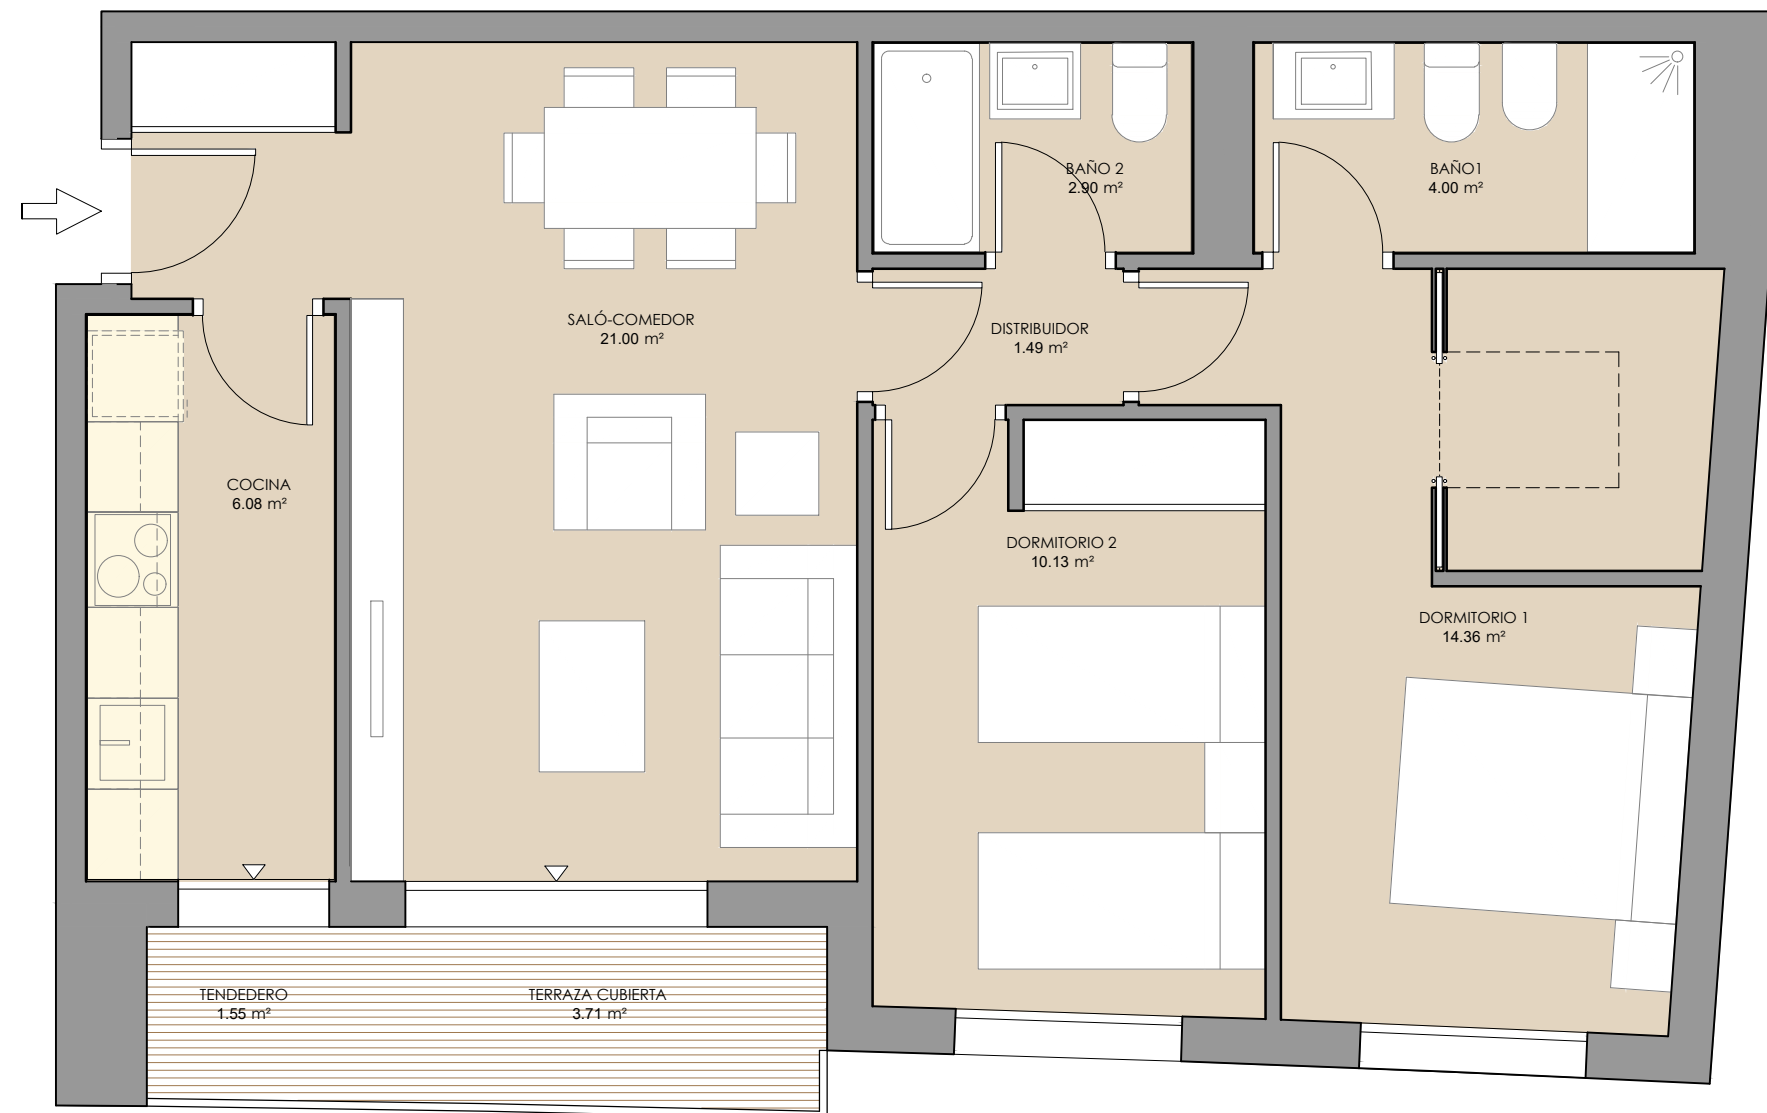 BAÑO 2
2.90 m²
BAÑO1
4.00 m²
SALÓ-COMEDOR
21.00 m²
DISTRIBUIDOR
1.49 m²
COCINA
6.08 m²
DORMITORIO 2
10.13 m²
DORMITORIO 1
14.36 m²
TENDEDERO
1.55 m²
TERRAZA CUBIERTA
3.71 m²